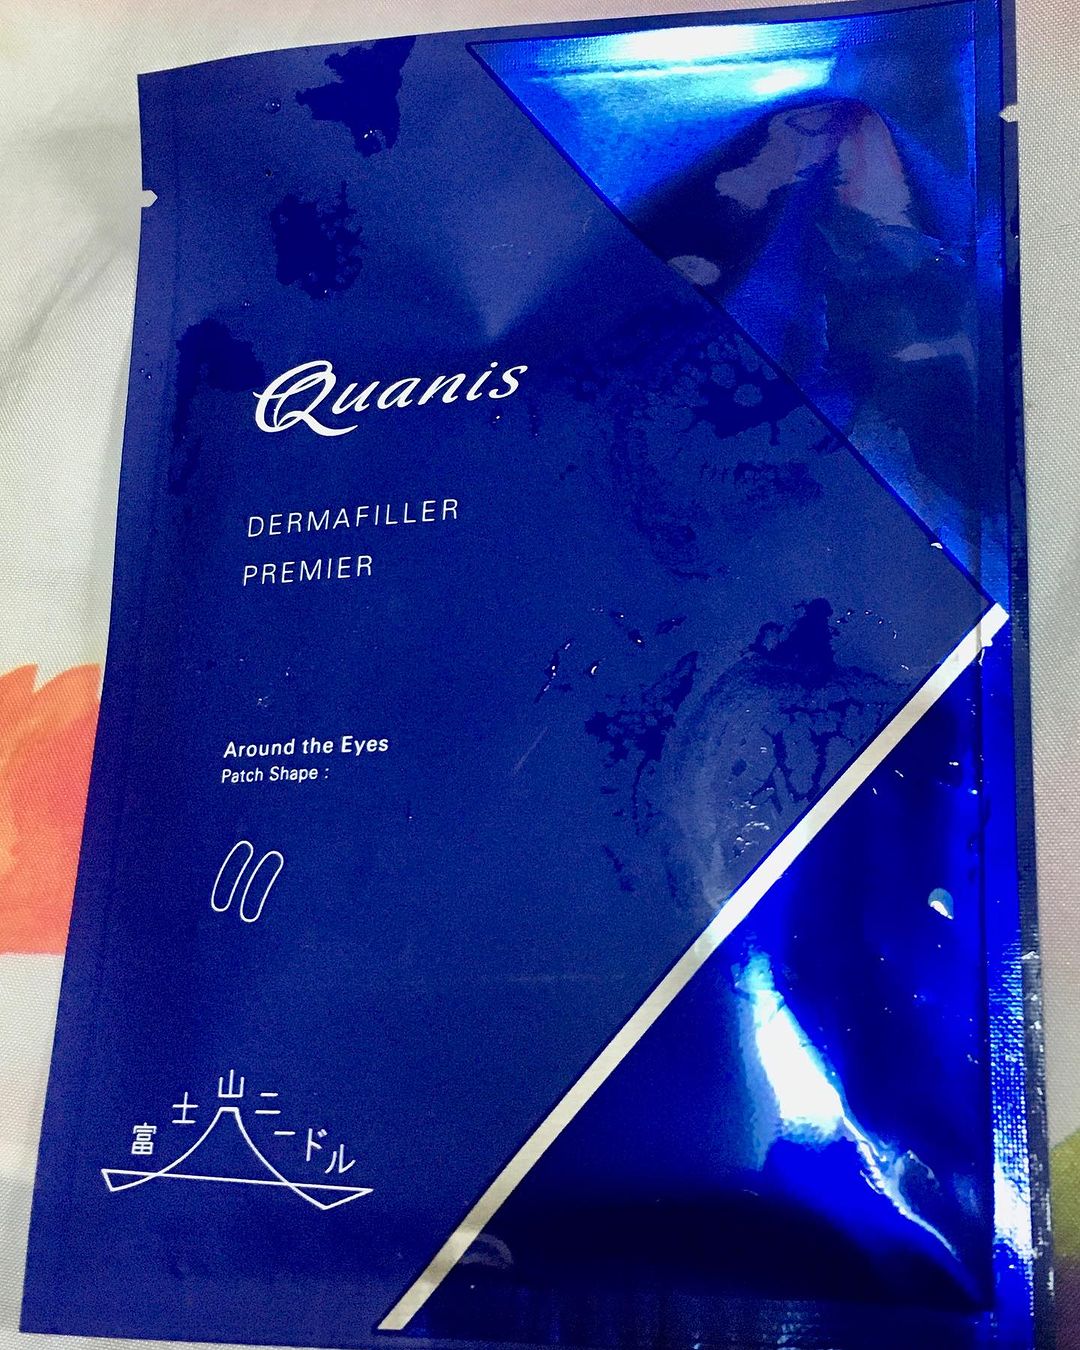 Quanis
DERMAFILLER
PREMIER
Around the Eyes
Patch Shape :
富士山ニードル